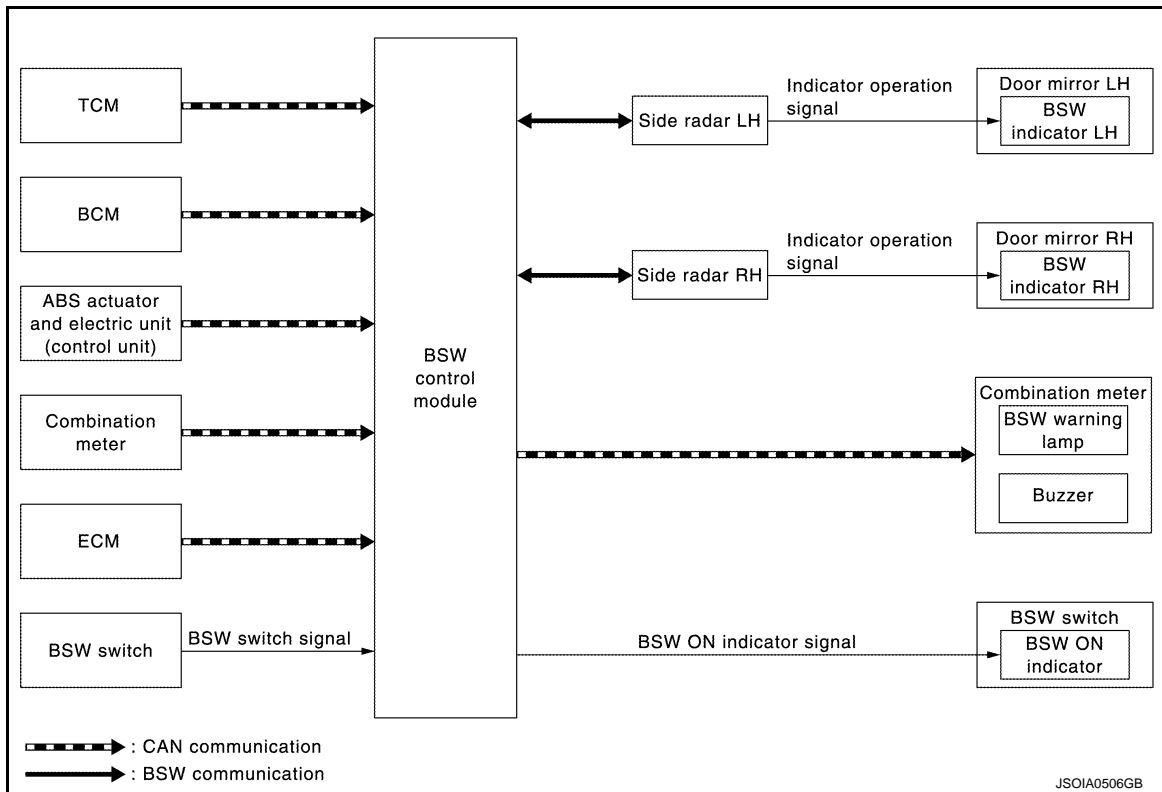 TCM
BCM
ABS actuator
and electric unit
(control unit)
Combination
meter
ECM
BSW switch
BSW switch signal
BSW
control
module
Side radar LH
Indicator operation
signal
Door mirror LH
BSW
indicator LH
Side radar RH
Indicator operation
signal
Door mirror RH
BSW
indicator RH
Combination meter
BSW warning
lamp
Buzzer
BSW ON indicator signal
BSW switch
BSW ON
indicator
: CAN communication
: BSW communication
JSOIA0506GB